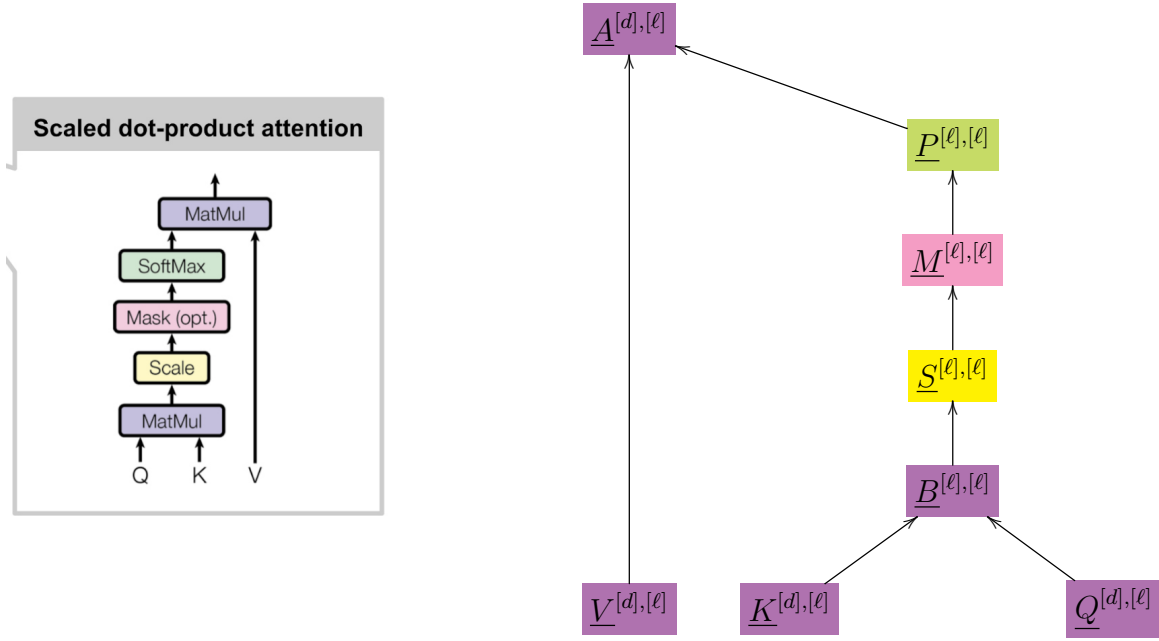 Scaled dot-product attention
MatMul
SoftMax
Mask (opt.)
Scale
MatMul
Q K V
A^{[d],[ℓ]}
P^{[ℓ],[ℓ]}
M^{[ℓ],[ℓ]}
S^{[ℓ],[ℓ]}
B^{[ℓ],[ℓ]}
V^{[d],[ℓ]} K^{[d],[ℓ]} Q^{[d],[ℓ]}